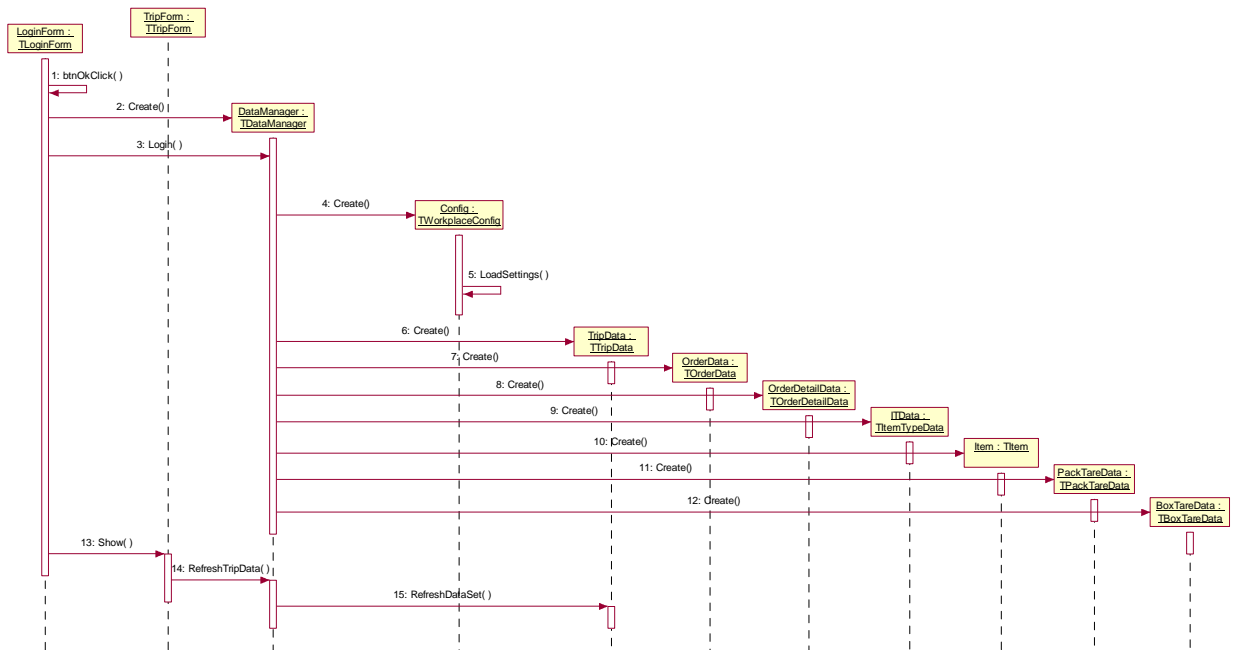 TripForm :
TTripForm
LoginForm :
TLoginForm
1: btnOkClick( )
2: Create()
DataManager :
TDataManager
3: Login( )
4: Create()
Config :
TWorkplaceConfig
5: LoadSettings( )
6: Create()
TripData :
TTripData
7: Create()
OrderData :
TOrderData
8: Create()
OrderDetailData :
TOrderDetailData
9: Create()
ITData :
TItemTypeData
10: Create()
Item : TItem
11: Create()
PackTareData :
TPackTareData
12: Create()
BoxTareData :
TBoxTareData
13: Show( )
14: RefreshTripData( )
15: RefreshDataSet( )